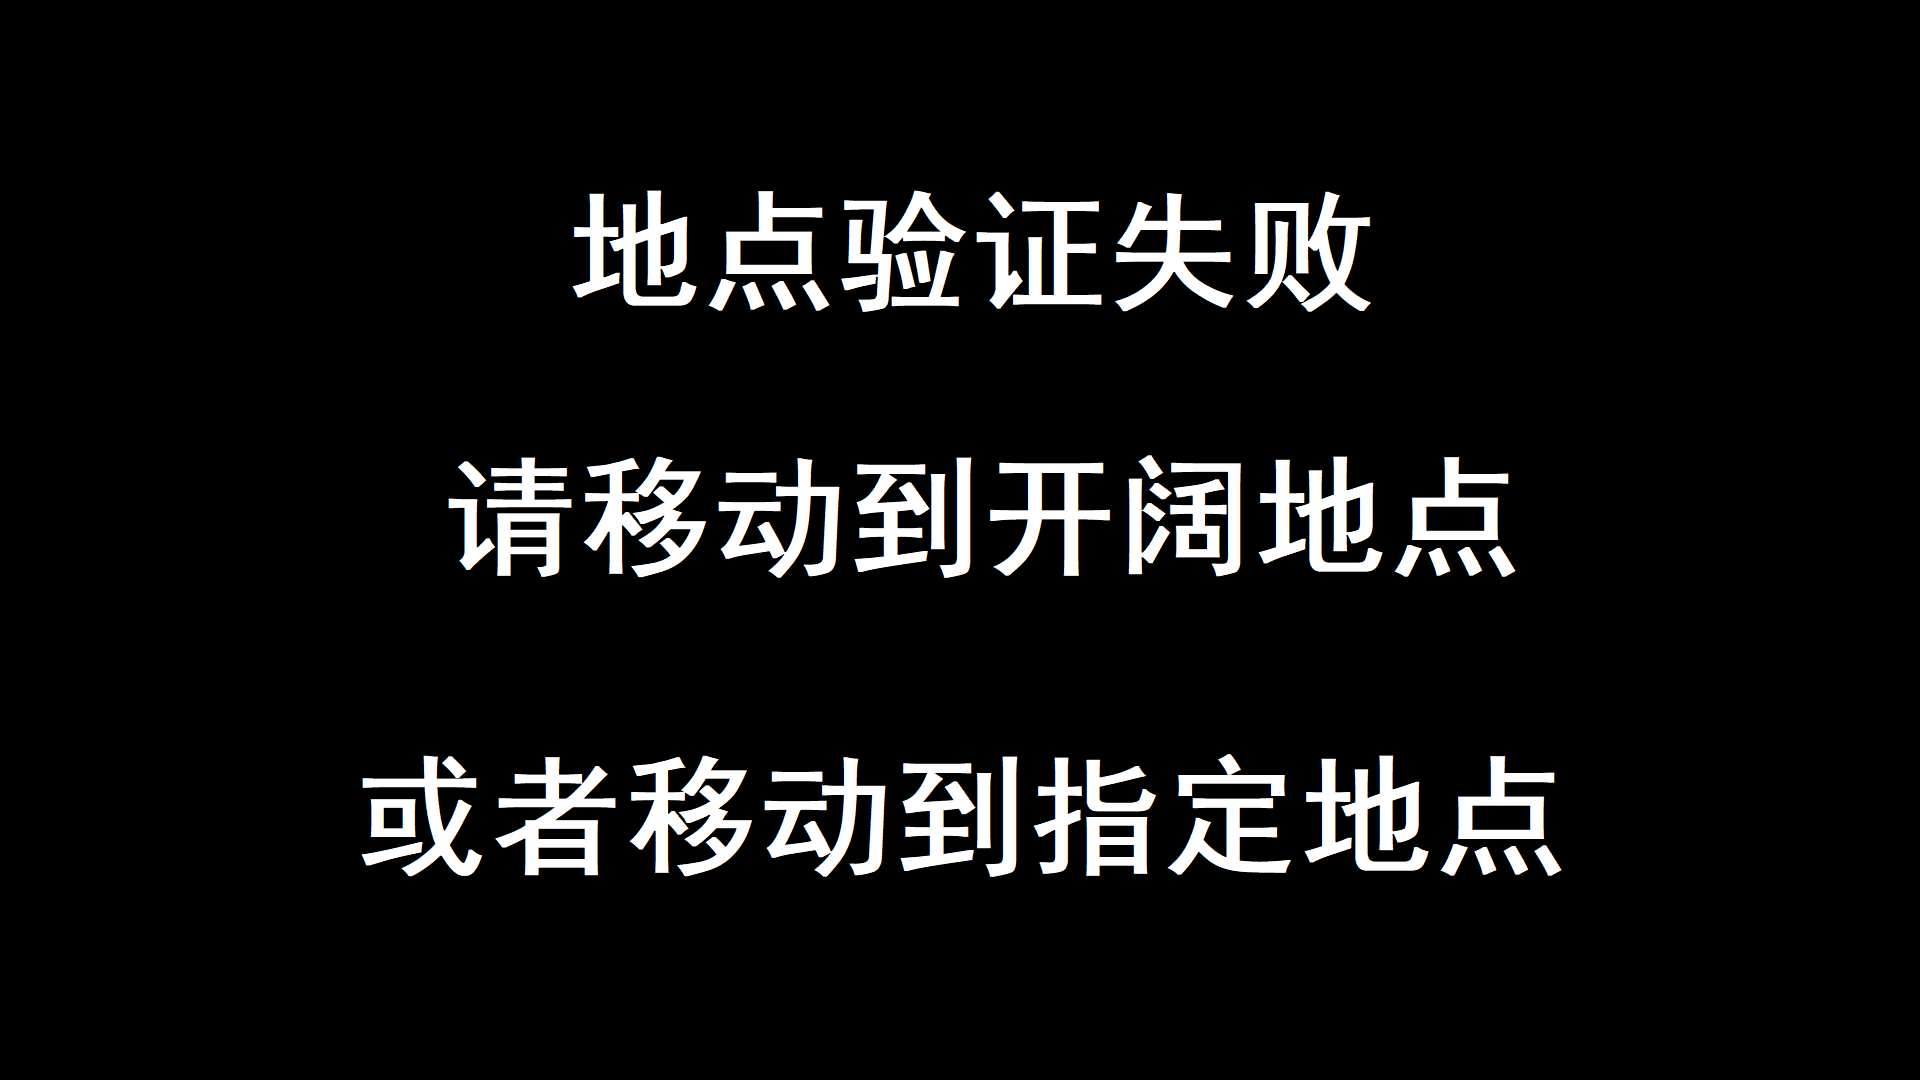 地点验证失败
请移动到开阔地点
或者移动到指定地点